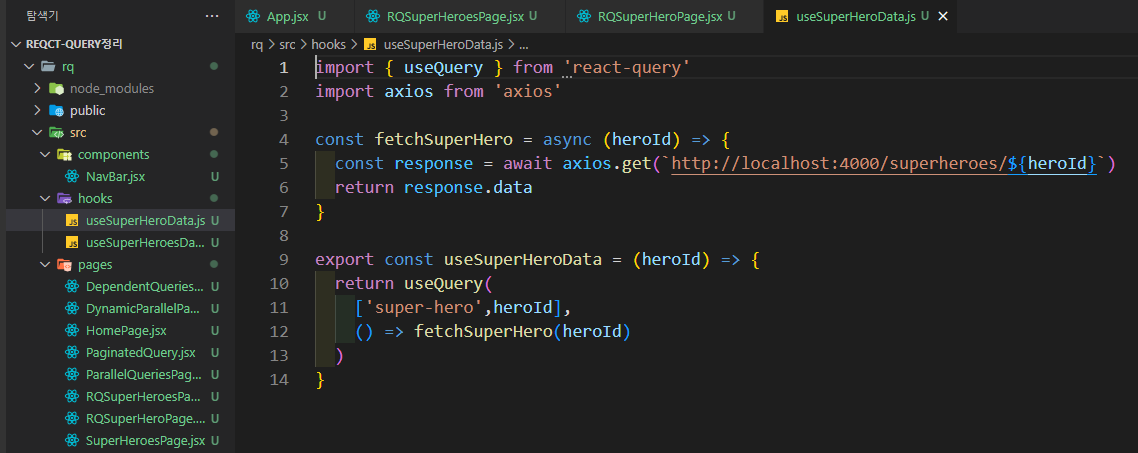 탐색기 ...
App.jsx U RQSuperHeroesPage.jsx U RQSuperHeroPage.jsx U JS useSuperHeroData.js U
REQCT-QUERY정리
rq
node_modules
public
src
components
NavBar.jsx U
hooks
JS useSuperHeroData.js U
JS useSuperHeroesDa... U
pages
DependentQueries... U
DynamicParallelPa... U
HomePage.jsx U
PaginatedQuery.jsx U
ParallelQueriesPag... U
RQSuperHeroesPa... U
RQSuperHeroPage.... U
SuperHeroesPage.jsx U
rq > src > hooks > JS useSuperHeroData.js > ...
1 import { useQuery } from 'react-query'
2 import axios from 'axios'
3
4 const fetchSuperHero = async (heroId) => {
5   const response = await axios.get(`http://localhost:4000/superheroes/${heroId}`)
6   return response.data
7 }
8
9 export const useSuperHeroData = (heroId) => {
10   return useQuery(
11     ['super-hero',heroId],
12     () => fetchSuperHero(heroId)
13   )
14 }